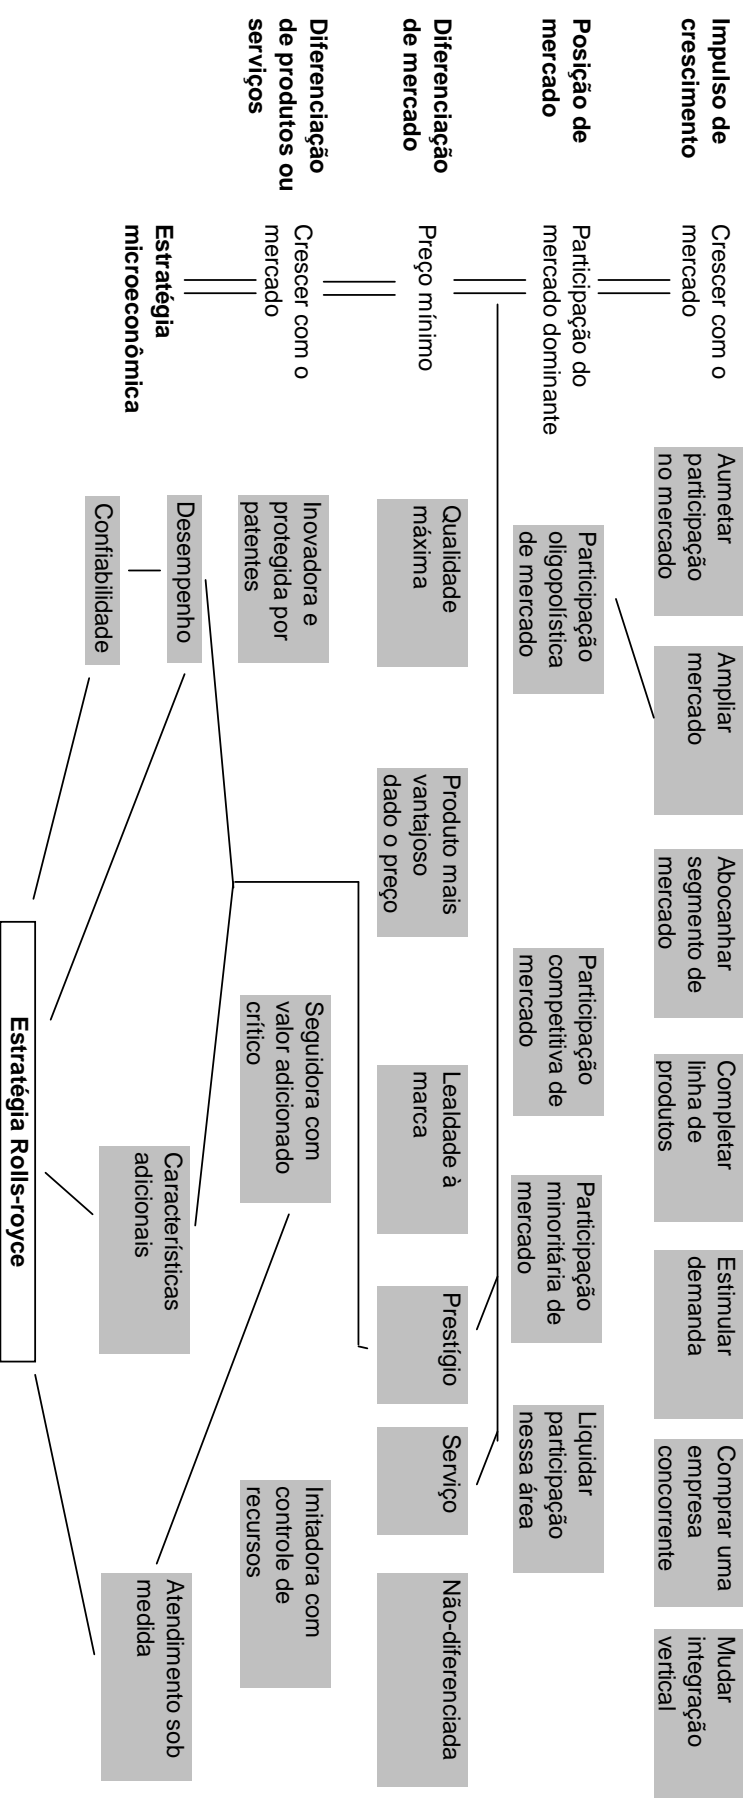 Impulso de
crescimento
Crescer com o
mercado
Aumetar
participação
no mercado
Ampliar
mercado
Abocanhar
segmento de
mercado
Completar
linha de
produtos
Estimular
demanda
Comprar uma
empresa
concorrente
Mudar
integração
vertical
Posição de
mercado
Participação do
mercado dominante
Participação
oligopolística
de mercado
Participação
competitiva de
mercado
Participação
minoritária de
mercado
Liquidar
participação
nessa área
Diferenciação
de mercado
Preço mínimo
Qualidade
máxima
Produto mais
vantajoso
dado o preço
Lealdade à
marca
Prestígio
Serviço
Não-diferenciada
Diferenciação
de produtos ou
serviços
Crescer com o
mercado
Inovadora e
protegida por
patentes
Seguidora com
valor adicionado
crítico
Imitadora com
controle de
recursos
Estratégia
microeconômica
Desempenho
Confiabilidade
Características
adicionais
Atendimento sob
medida
Estratégia Rolls-royce